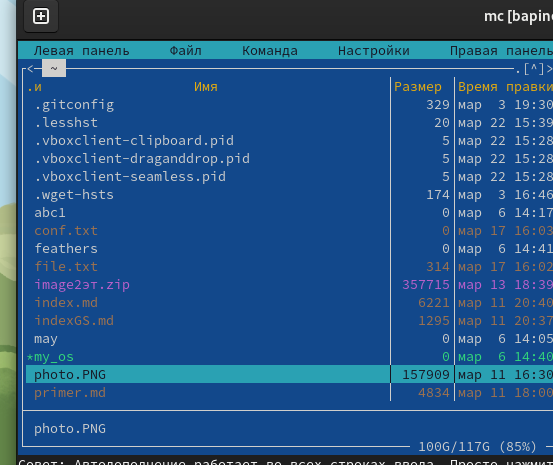 mc [bapin
Левая панель Файл Команда Настройки Правая панель
<─ ~ .[^]>
.и Имя Размер Время правки
.gitconfig 329 мар 3 19:30
.lesshst 20 мар 22 15:39
.vboxclient-clipboard.pid 5 мар 22 15:28
.vboxclient-draganddrop.pid 5 мар 22 15:28
.vboxclient-seamless.pid 5 мар 22 15:28
.wget-hsts 174 мар 3 16:46
abc1 0 мар 6 14:17
conf.txt 0 мар 17 16:03
feathers 0 мар 6 14:41
file.txt 314 мар 17 16:02
image2эт.zip 357715 мар 13 18:39
index.md 6221 мар 11 20:40
indexGS.md 1295 мар 11 20:37
may 0 мар 6 14:05
*my_os 0 мар 6 14:40
photo.PNG 157909 мар 11 16:30
primer.md 4834 мар 11 18:00
photo.PNG
100G/117G (85%)
Совет: Автодополнение работает во всех строках ввода. Просто нажмит